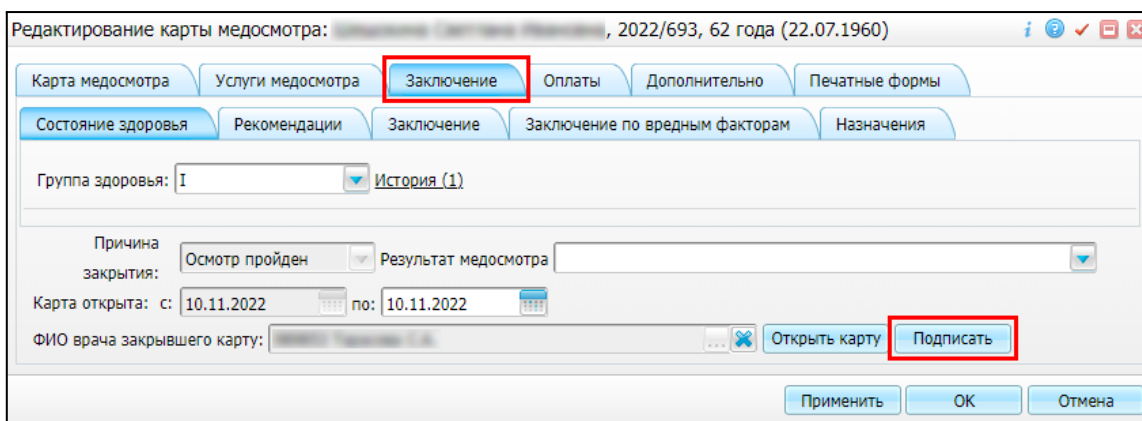 Редактирование карты медосмотра: , 2022/693, 62 года (22.07.1960)
Карта медосмотра Услуги медосмотра Заключение Оплаты Дополнительно Печатные формы
Состояние здоровья Рекомендации Заключение Заключение по вредным факторам Назначения
Группа здоровья: I История (1)
Причина
закрытия: Осмотр пройден Результат медосмотра
Карта открыта: с: 10.11.2022 по: 10.11.2022
ФИО врача закрывшего карту: ... Открыть карту Подписать
Применить ОК Отмена